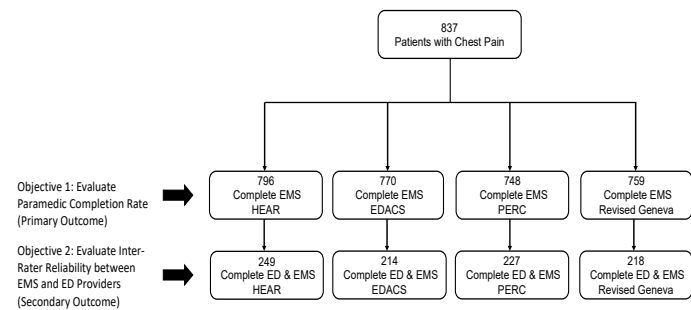 837
Patients with Chest Pain
Objective 1: Evaluate
Paramedic Completion Rate
(Primary Outcome)
796
Complete EMS
HEAR
770
Complete EMS
EDACS
748
Complete EMS
PERC
759
Complete EMS
Revised Geneva
Objective 2: Evaluate Inter-
Rater Reliability between
EMS and ED Providers
(Secondary Outcome)
249
Complete ED & EMS
HEAR
214
Complete ED & EMS
EDACS
227
Complete ED & EMS
PERC
218
Complete ED & EMS
Revised Geneva